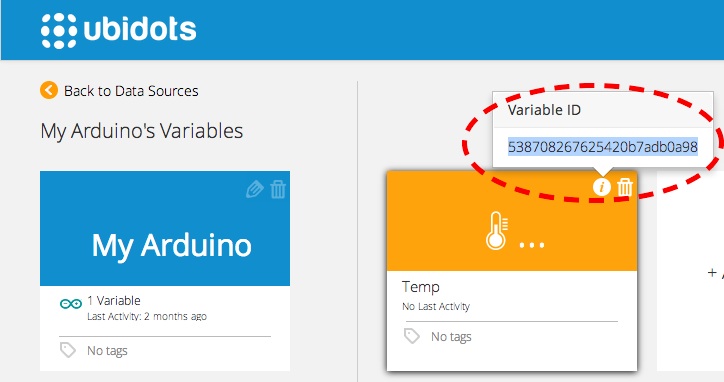 ubidots
Back to Data Sources
My Arduino's Variables
Variable ID
538708267625420b7adb0a98
i
My Arduino
1 Variable
Last Activity: 2 months ago
No tags
...
Temp
No Last Activity
No tags
+